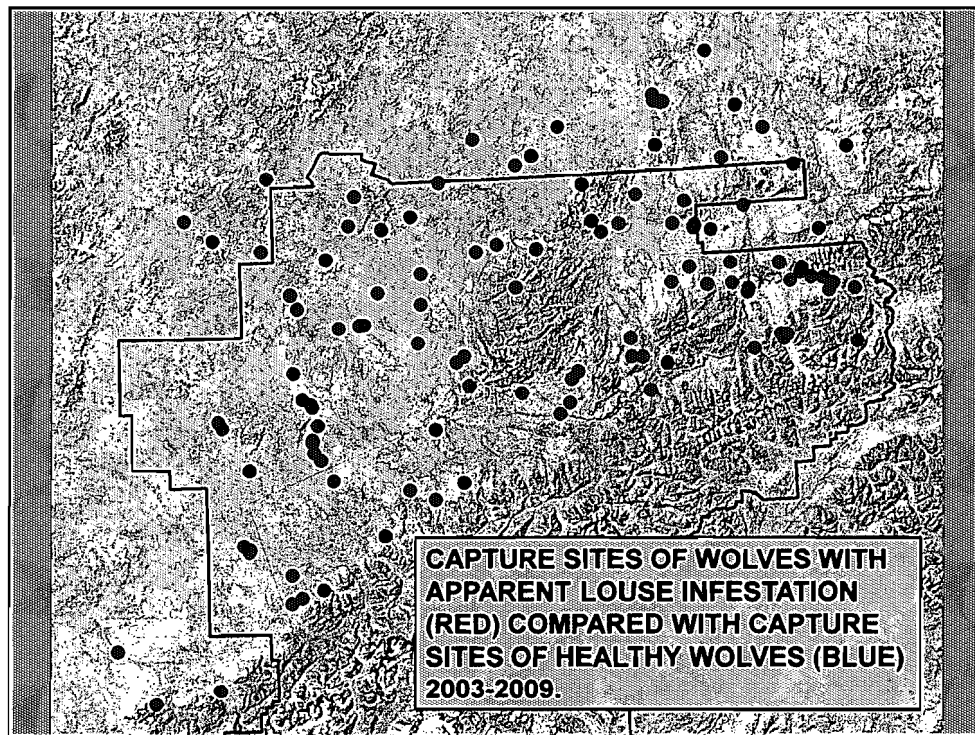 CAPTURE SITES OF WOLVES WITH
APPARENT LOUSE INFESTATION
(RED) COMPARED WITH CAPTURE
SITES OF HEALTHY WOLVES (BLUE)
2003-2009.